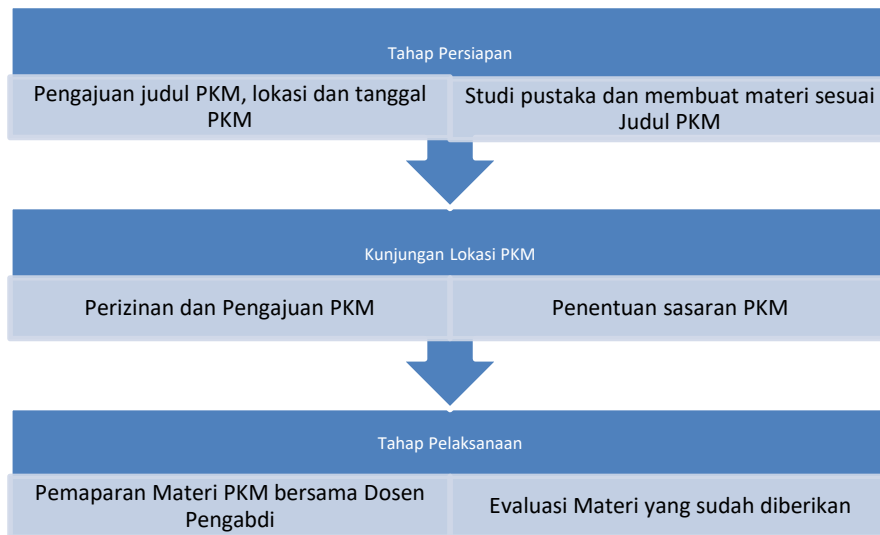 Tahap Persiapan
Pengajuan judul PKM, lokasi dan tanggal
PKM
Studi pustaka dan membuat materi sesuai
Judul PKM
Kunjungan Lokasi PKM
Perizinan dan Pengajuan PKM
Penentuan sasaran PKM
Tahap Pelaksanaan
Pemaparan Materi PKM bersama Dosen
Pengabdi
Evaluasi Materi yang sudah diberikan